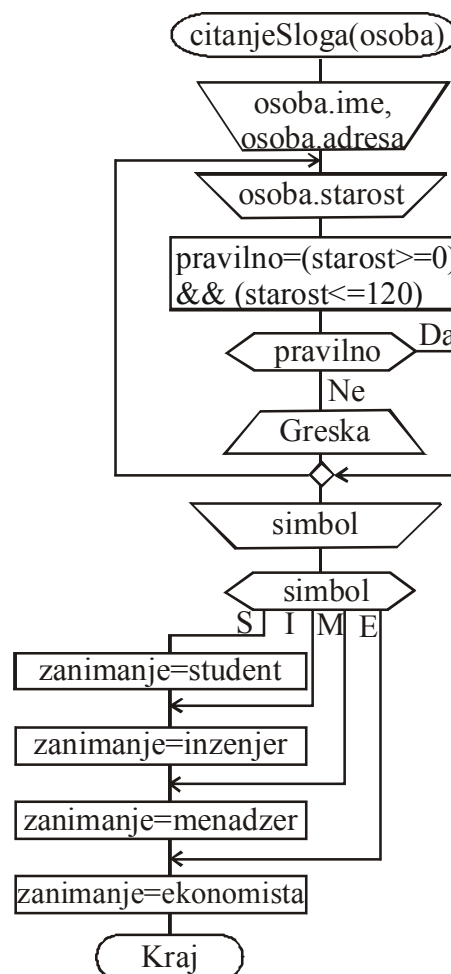 citanjeSloga(osoba)
osoba.ime,
osoba.adresa
osoba.starost
pravilno=(starost>=0)
&& (starost<=120)
pravilno
Da
Ne
Greska
simbol
simbol
S I M E
zanimanje=student
zanimanje=inzenjer
zanimanje=menadzer
zanimanje=ekonomista
Kraj